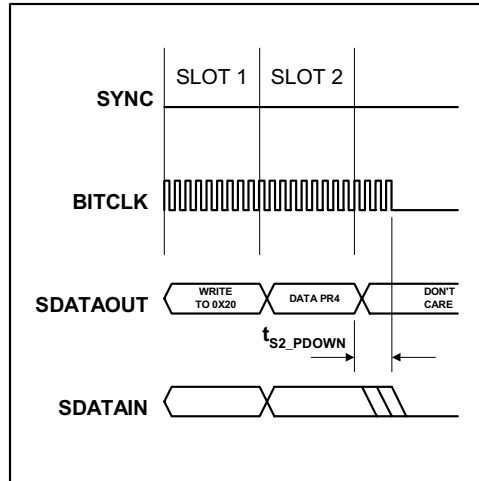 SLOT 1 SLOT 2
SYNC
BITCLK
WRITE
TO 0X20
DATA PR4
DON'T
CARE
SDATAOUT
tS2_PDOWN
SDATAIN